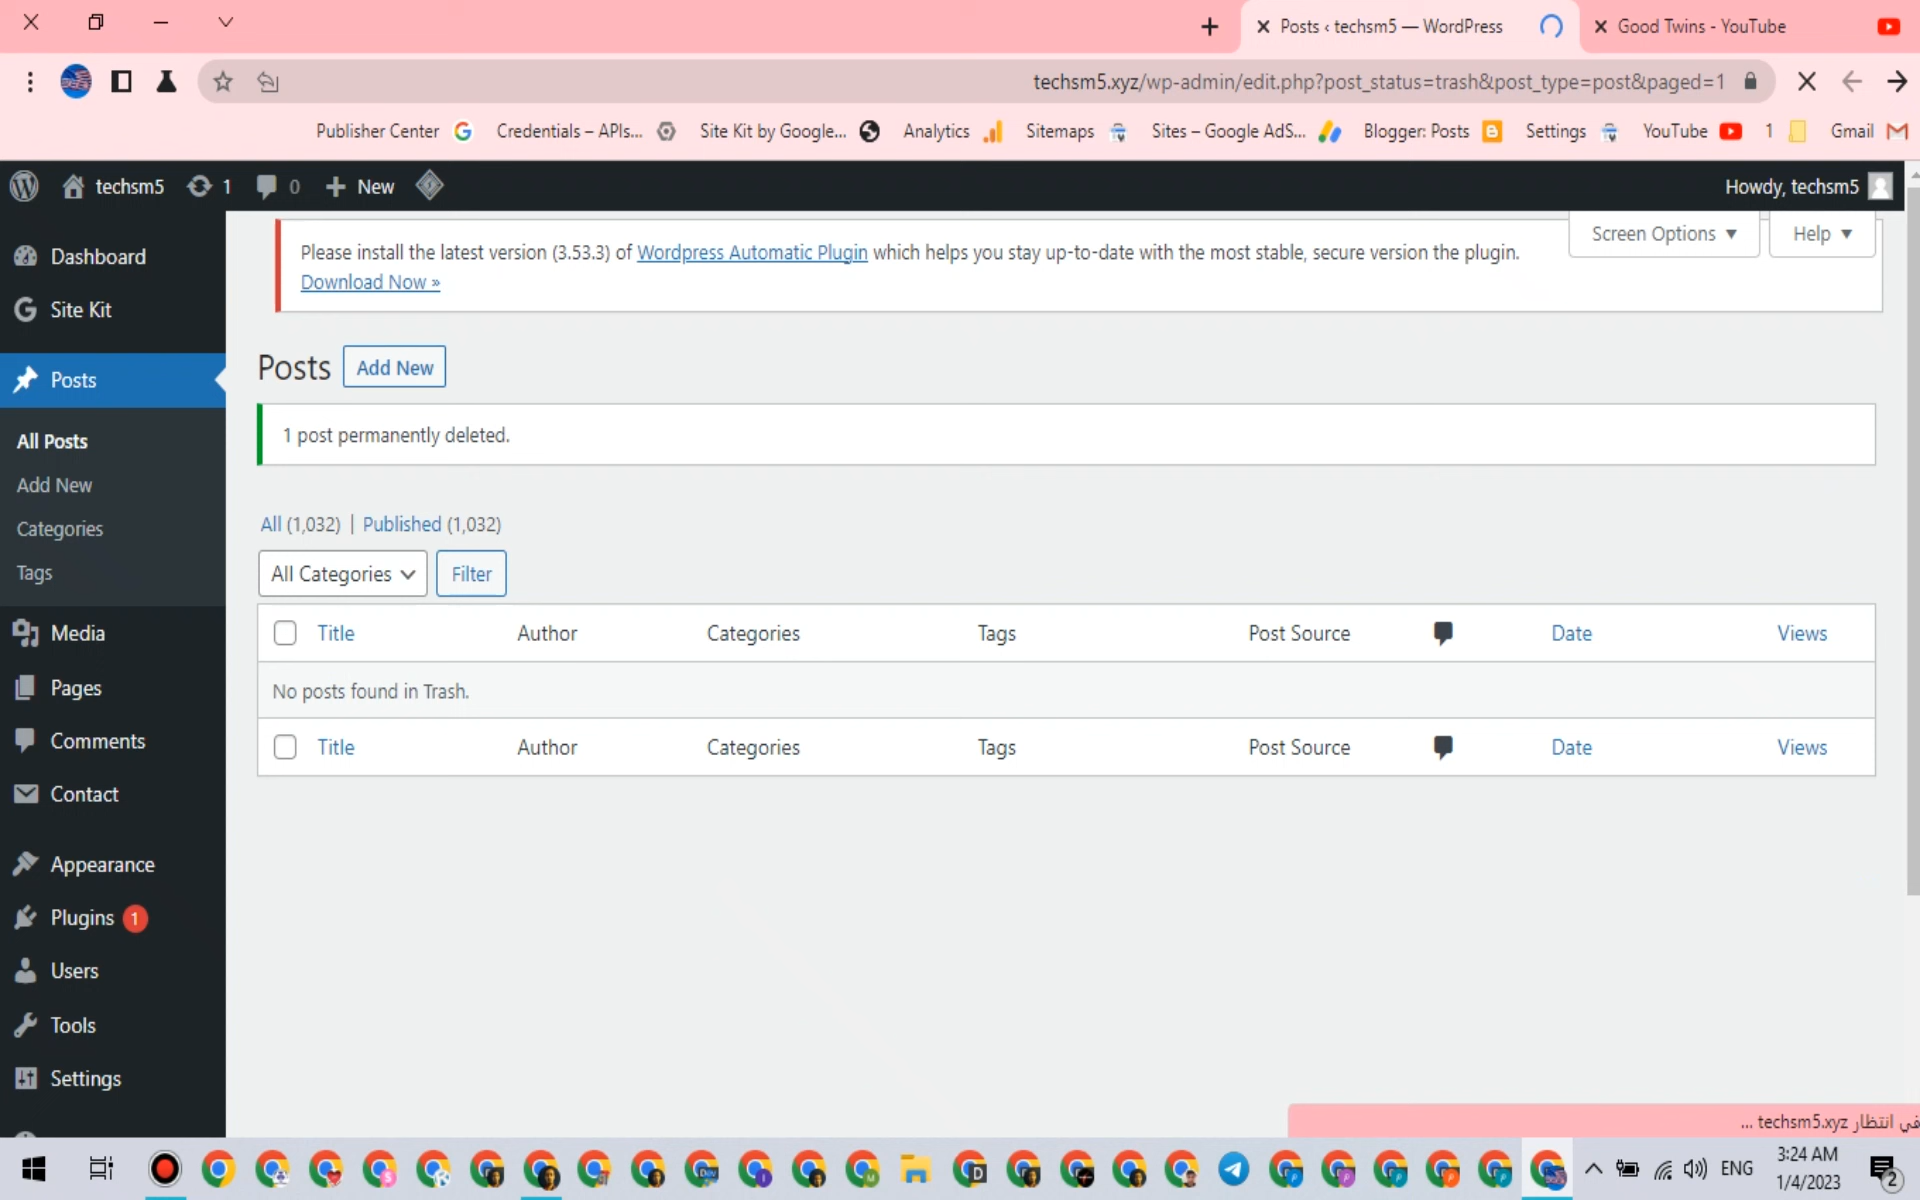 Posts ‹ techsm5 — WordPress
Good Twins - YouTube
techsm5.xyz/wp-admin/edit.php?post_status=trash&post_type=post&paged=1
Publisher Center
Credentials – APIs...
Site Kit by Google...
Analytics
Sitemaps
Sites – Google AdS...
Blogger: Posts
Settings
YouTube
1
Gmail
techsm5
1
0
New
Howdy, techsm5
Screen Options
Help
Please install the latest version (3.53.3) of Wordpress Automatic Plugin which helps you stay up-to-date with the most stable, secure version the plugin.
Download Now »
Dashboard
Site Kit
Posts
All Posts
Add New
Categories
Tags
Media
Pages
Comments
Contact
Appearance
Plugins 1
Users
Tools
Settings
Posts
Add New
1 post permanently deleted.
All (1,032) | Published (1,032)
All Categories
Filter
Title Author Categories Tags Post Source Date Views
No posts found in Trash.
Title Author Categories Tags Post Source Date Views
في انتظار techsm5.xyz ...
ENG
3:24 AM
1/4/2023
2